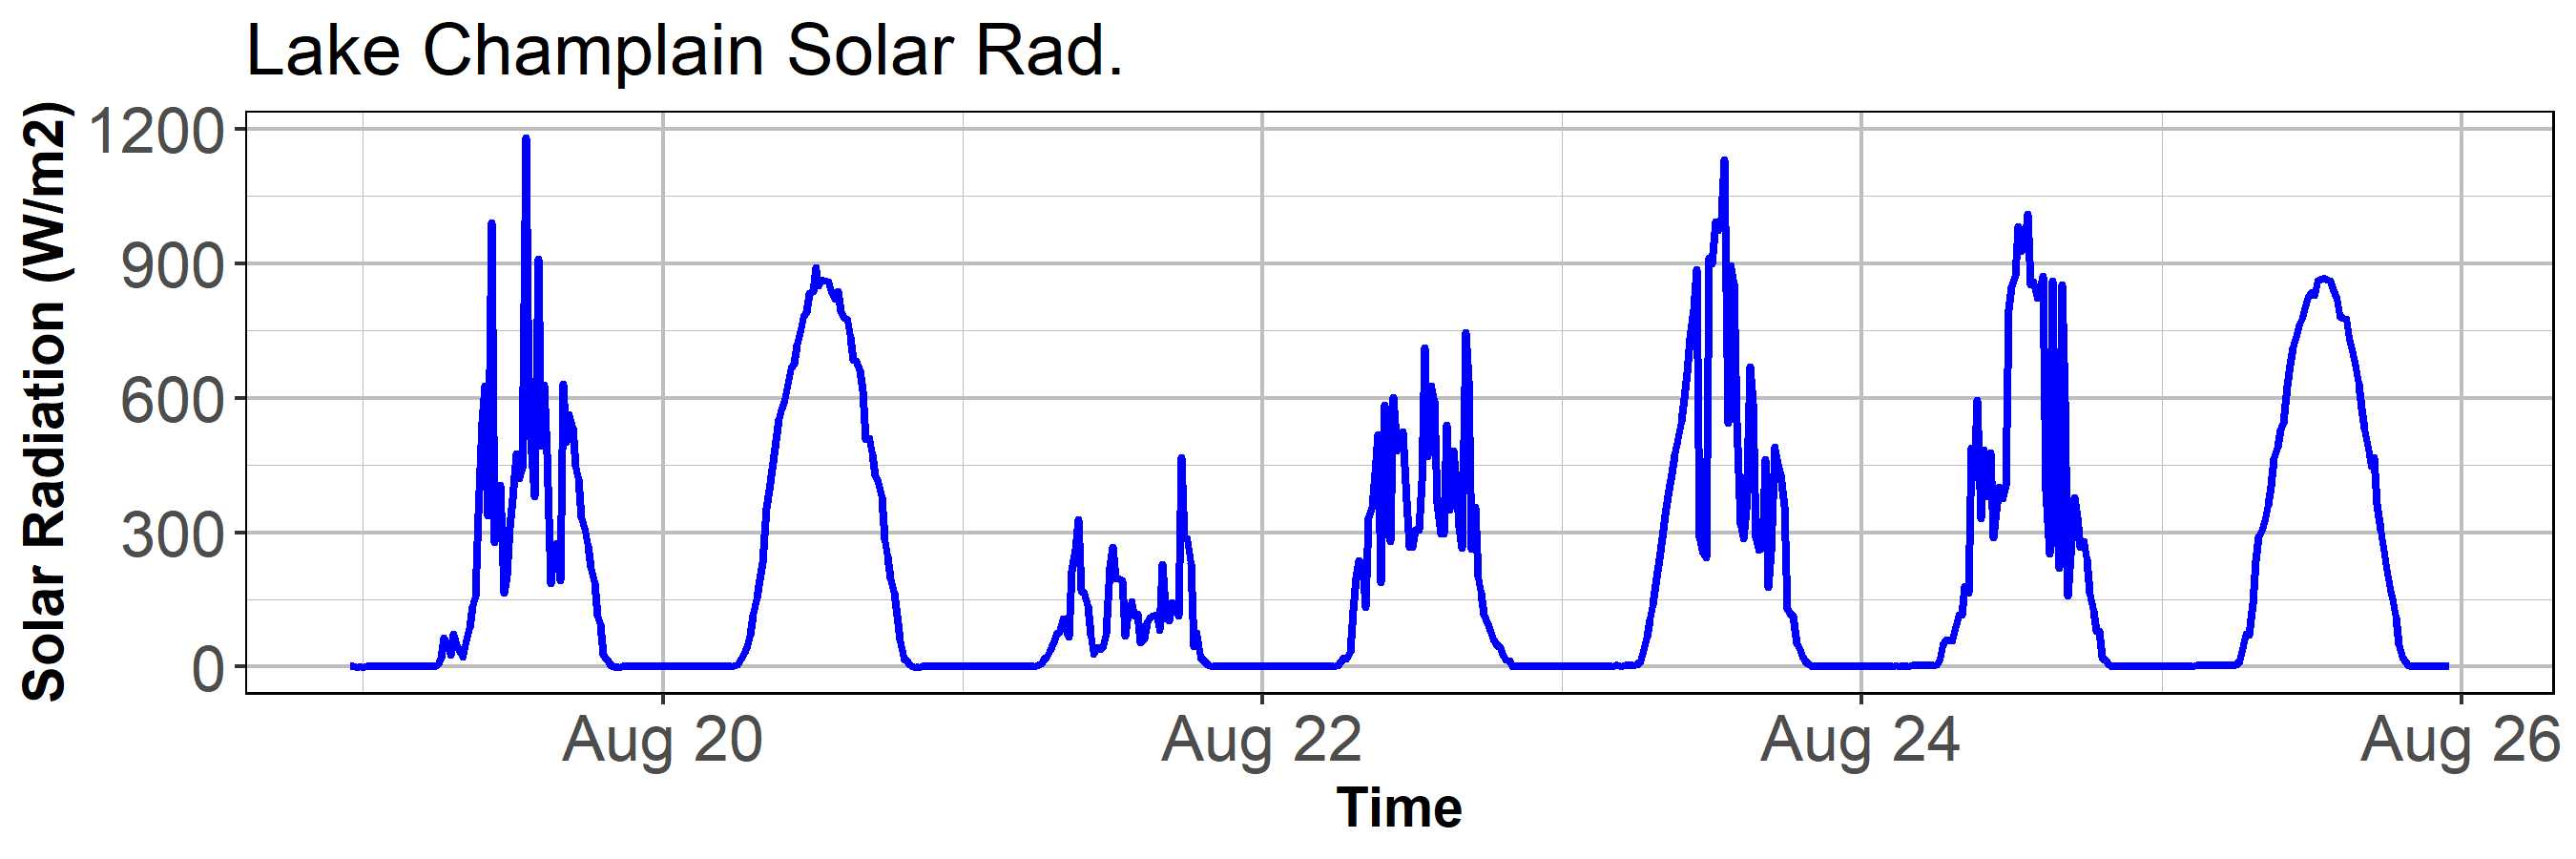 Lake Champlain Solar Rad.
Solar Radiation (W/m2)
1200
900
600
300
0
Aug 20 Aug 22 Aug 24 Aug 26
Time